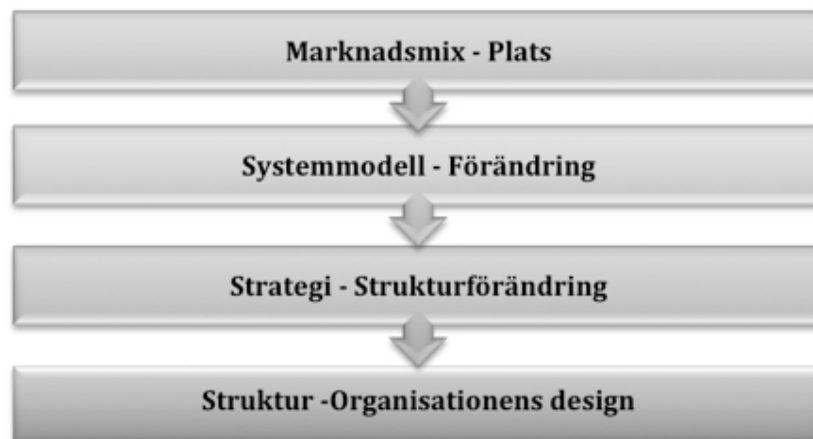 Marknadsmix - Plats
Systemmodell - Förändring
Strategi - Strukturförändring
Struktur -Organisationens design